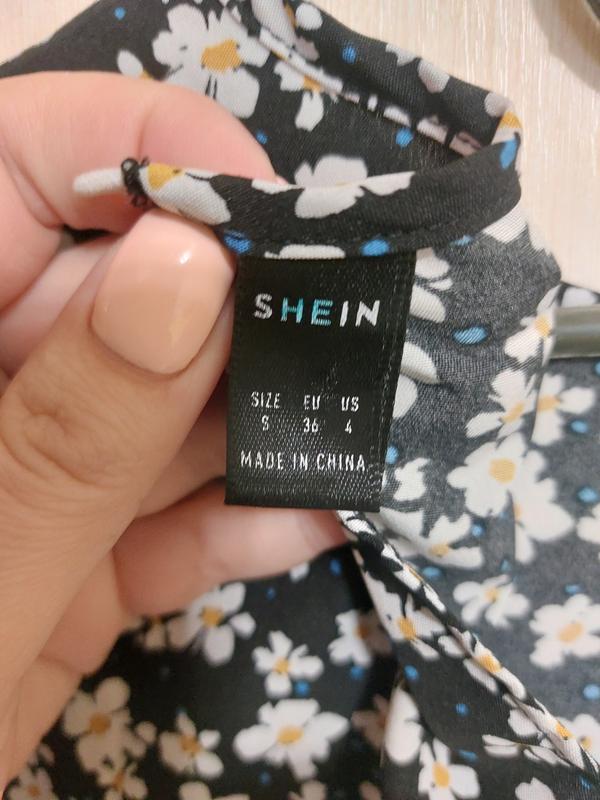 SHEIN
SIZE EU US
S 36 4
MADE IN CHINA